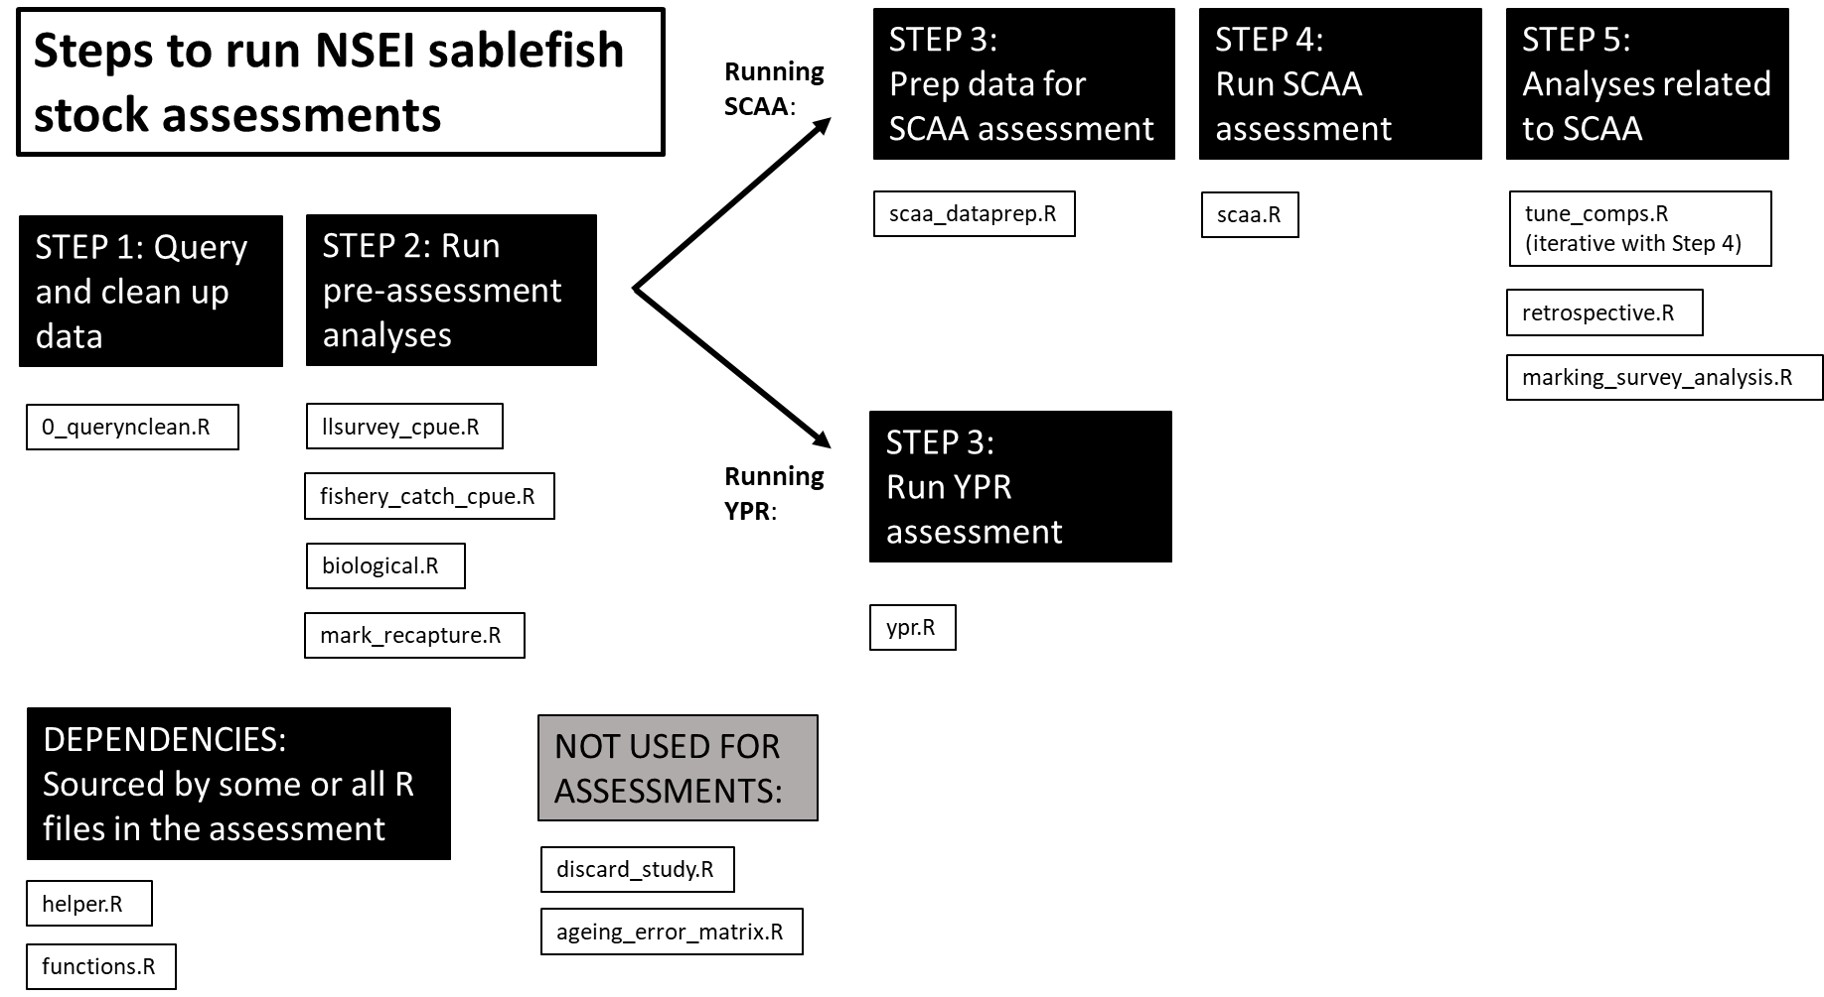 Steps to run NSEI sablefish
stock assessments
STEP 1: Query
and clean up
data
0_querynclean.R
STEP 2: Run
pre-assessment
analyses
llsurvey_cpue.R
fishery_catch_cpue.R
biological.R
mark_recapture.R
Running
SCAA:
STEP 3:
Prep data for
SCAA assessment
scaa_dataprep.R
STEP 4:
Run SCAA
assessment
scaa.R
STEP 5:
Analyses related
to SCAA
tune_comps.R
(iterative with Step 4)
retrospective.R
marking_survey_analysis.R
Running
YPR:
STEP 3:
Run YPR
assessment
ypr.R
DEPENDENCIES:
Sourced by some or all R
files in the assessment
helper.R
functions.R
NOT USED FOR
ASSESSMENTS:
discard_study.R
ageing_error_matrix.R